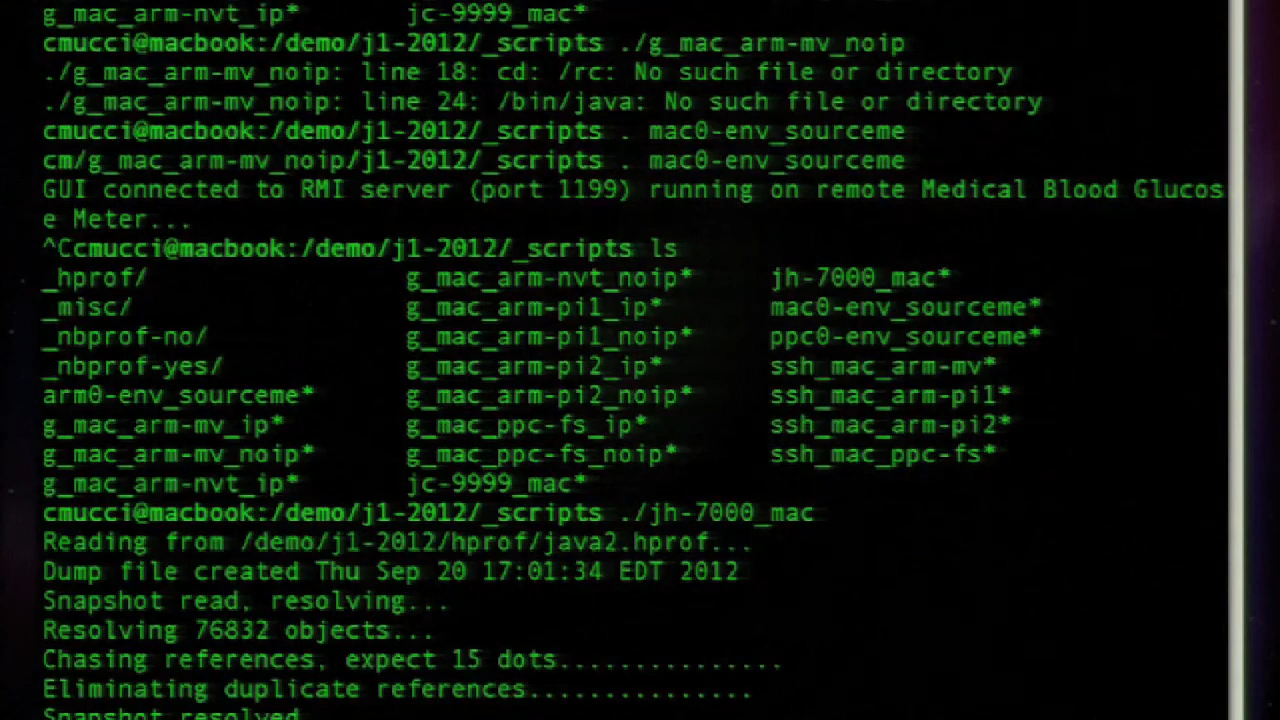 g_mac_arm-nvt_ip* jc-9999_mac*
cmucci@macbook:/demo/j1-2012/_scripts ./g_mac_arm-mv_noip
./g_mac_arm-mv_noip: line 18: cd: /rc: No such file or directory
./g_mac_arm-mv_noip: line 24: /bin/java: No such file or directory
cmucci@macbook:/demo/j1-2012/_scripts . mac0-env_sourceme
cm/g_mac_arm-mv_noip/j1-2012/_scripts . mac0-env_sourceme
GUI connected to RMI server (port 1199) running on remote Medical Blood Glucos
e Meter...
^Ccmucci@macbook:/demo/j1-2012/_scripts ls
_hprof/ g_mac_arm-nvt_noip* jh-7000_mac*
_misc/ g_mac_arm-pi1_ip* mac0-env_sourceme*
_nbprof-no/ g_mac_arm-pi1_noip* ppc0-env_sourceme*
_nbprof-yes/ g_mac_arm-pi2_ip* ssh_mac_arm-mv*
arm0-env_sourceme* g_mac_arm-pi2_noip* ssh_mac_arm-pi1*
g_mac_arm-mv_ip* g_mac_ppc-fs_ip* ssh_mac_arm-pi2*
g_mac_arm-mv_noip* g_mac_ppc-fs_noip* ssh_mac_ppc-fs*
g_mac_arm-nvt_ip* jc-9999_mac*
cmucci@macbook:/demo/j1-2012/_scripts ./jh-7000_mac
Reading from /demo/j1-2012/hprof/java2.hprof...
Dump file created Thu Sep 20 17:01:34 EDT 2012
Snapshot read, resolving...
Resolving 76832 objects...
Chasing references, expect 15 dots...............
Eliminating duplicate references...............
Snapshot resolved